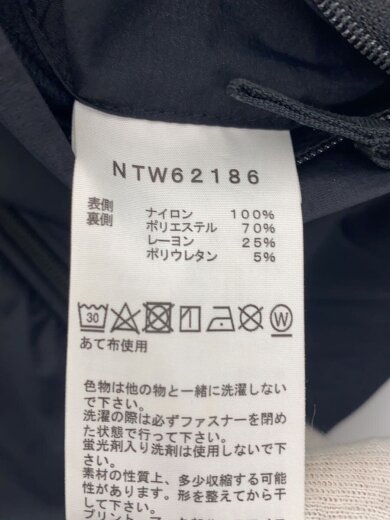 NTW62186
表側 ナイロン 100%
裏側 ポリエステル 70%
レーヨン 25%
ポリウレタン 5%
30 W
あて布使用
色物は他の物と一緒に洗濯しない
で下さい。
洗濯の際は必ずファスナーを閉め
た状態で行って下さい。
蛍光剤入り洗剤は使用しないで下
さい。
素材の性質上、多少収縮する可能
性があります。形を整えてから干し
て下さい。